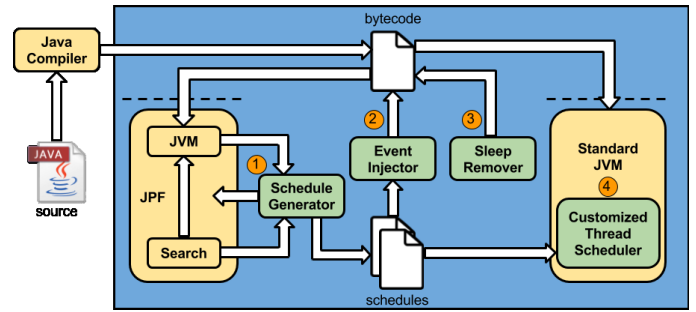 bytecode
Java
Compiler
JAVA
source
JVM
JPF
Search
1
Schedule
Generator
2
Event
Injector
3
Sleep
Remover
schedules
Standard
JVM
4
Customized
Thread
Scheduler